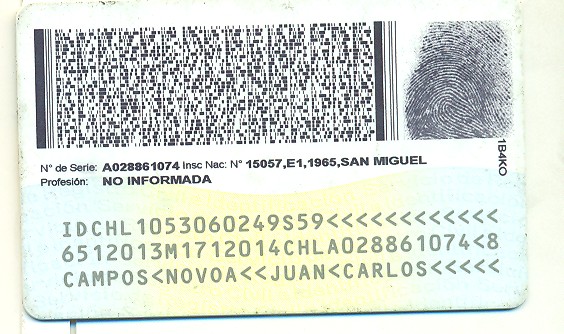 N° de Serie: A028861074 Insc Nac: N° 15057,E1,1965,SAN MIGUEL
Profesión: NO INFORMADA
1B4KO
IDCHL1053060249S59<<<<<<<<<<<<
6512013M1712014CHLA028861074<8
CAMPOS<NOVOA<<JUAN<CARLOS<<<<<